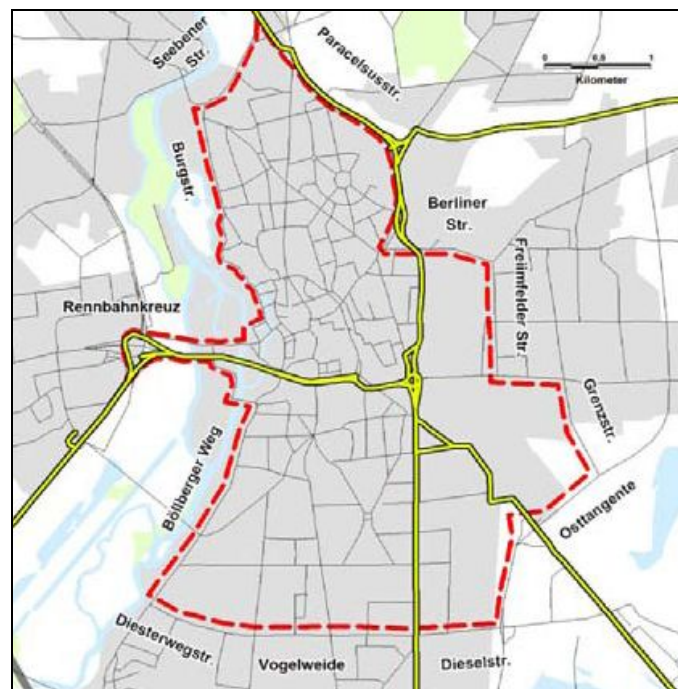 Seebener
Str.
Paracelsusstr.
0 0,5 1
Kilometer
Burgstr.
Berliner
Str.
Freiimfelder Str.
Rennbahnkreuz
Grenzstr.
Böllberger Weg
Osttangente
Diesterwegstr.
Vogelweide
Dieselstr.